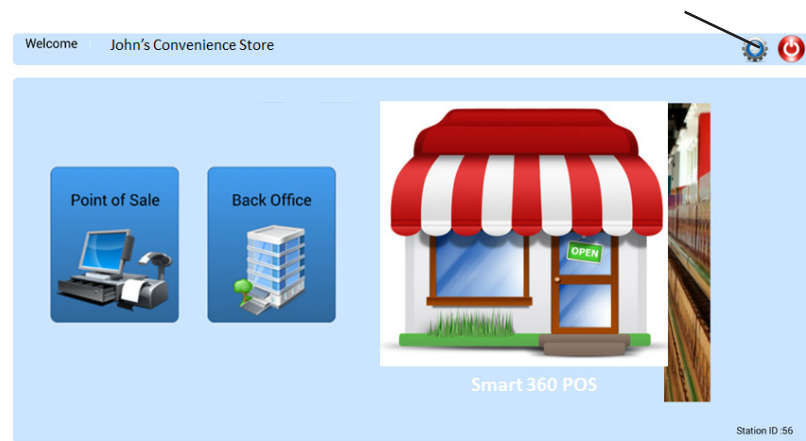 Welcome John's Convenience Store
Point of Sale
Back Office
OPEN
Smart 360 POS
Station ID :56